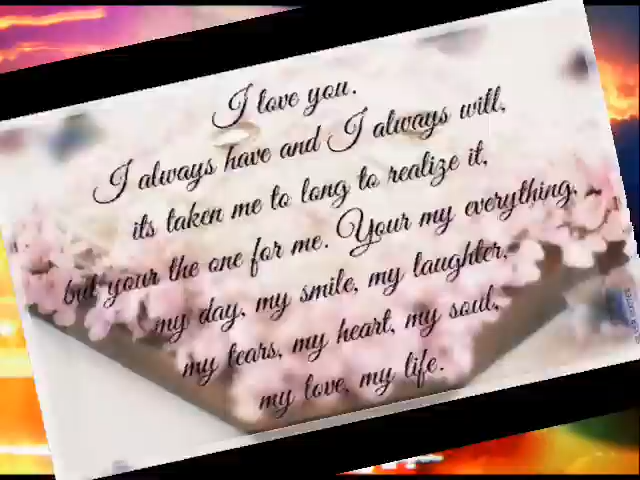 I love you.
I always have and I always will,
its taken me to long to realize it,
but your the one for me. Your my everything.
my day, my smile, my laughter,
my tears, my heart, my soul,
my love, my life.